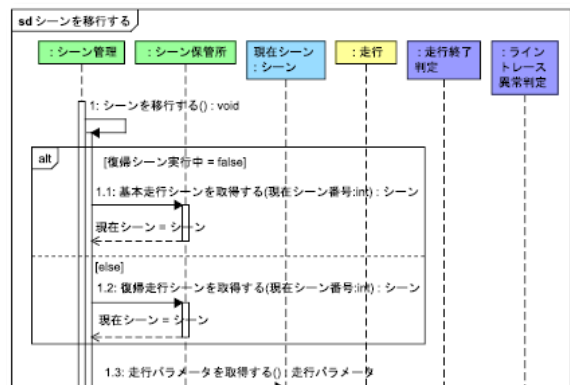 sd シーンを移行する
: シーン管理
: シーン保管所
現在シーン
: シーン
: 走行
: 走行終了
判定
: ライン
トレース
異常判定
1: シーンを移行する() : void
alt
[復帰シーン実行中 = false]
1.1: 基本走行シーンを取得する(現在シーン番号:int) : シーン
現在シーン = シーン
[else]
1.2: 復帰走行シーンを取得する(現在シーン番号:int) : シーン
現在シーン = シーン
1.3: 走行パラメータを取得する() : 走行パラメータ